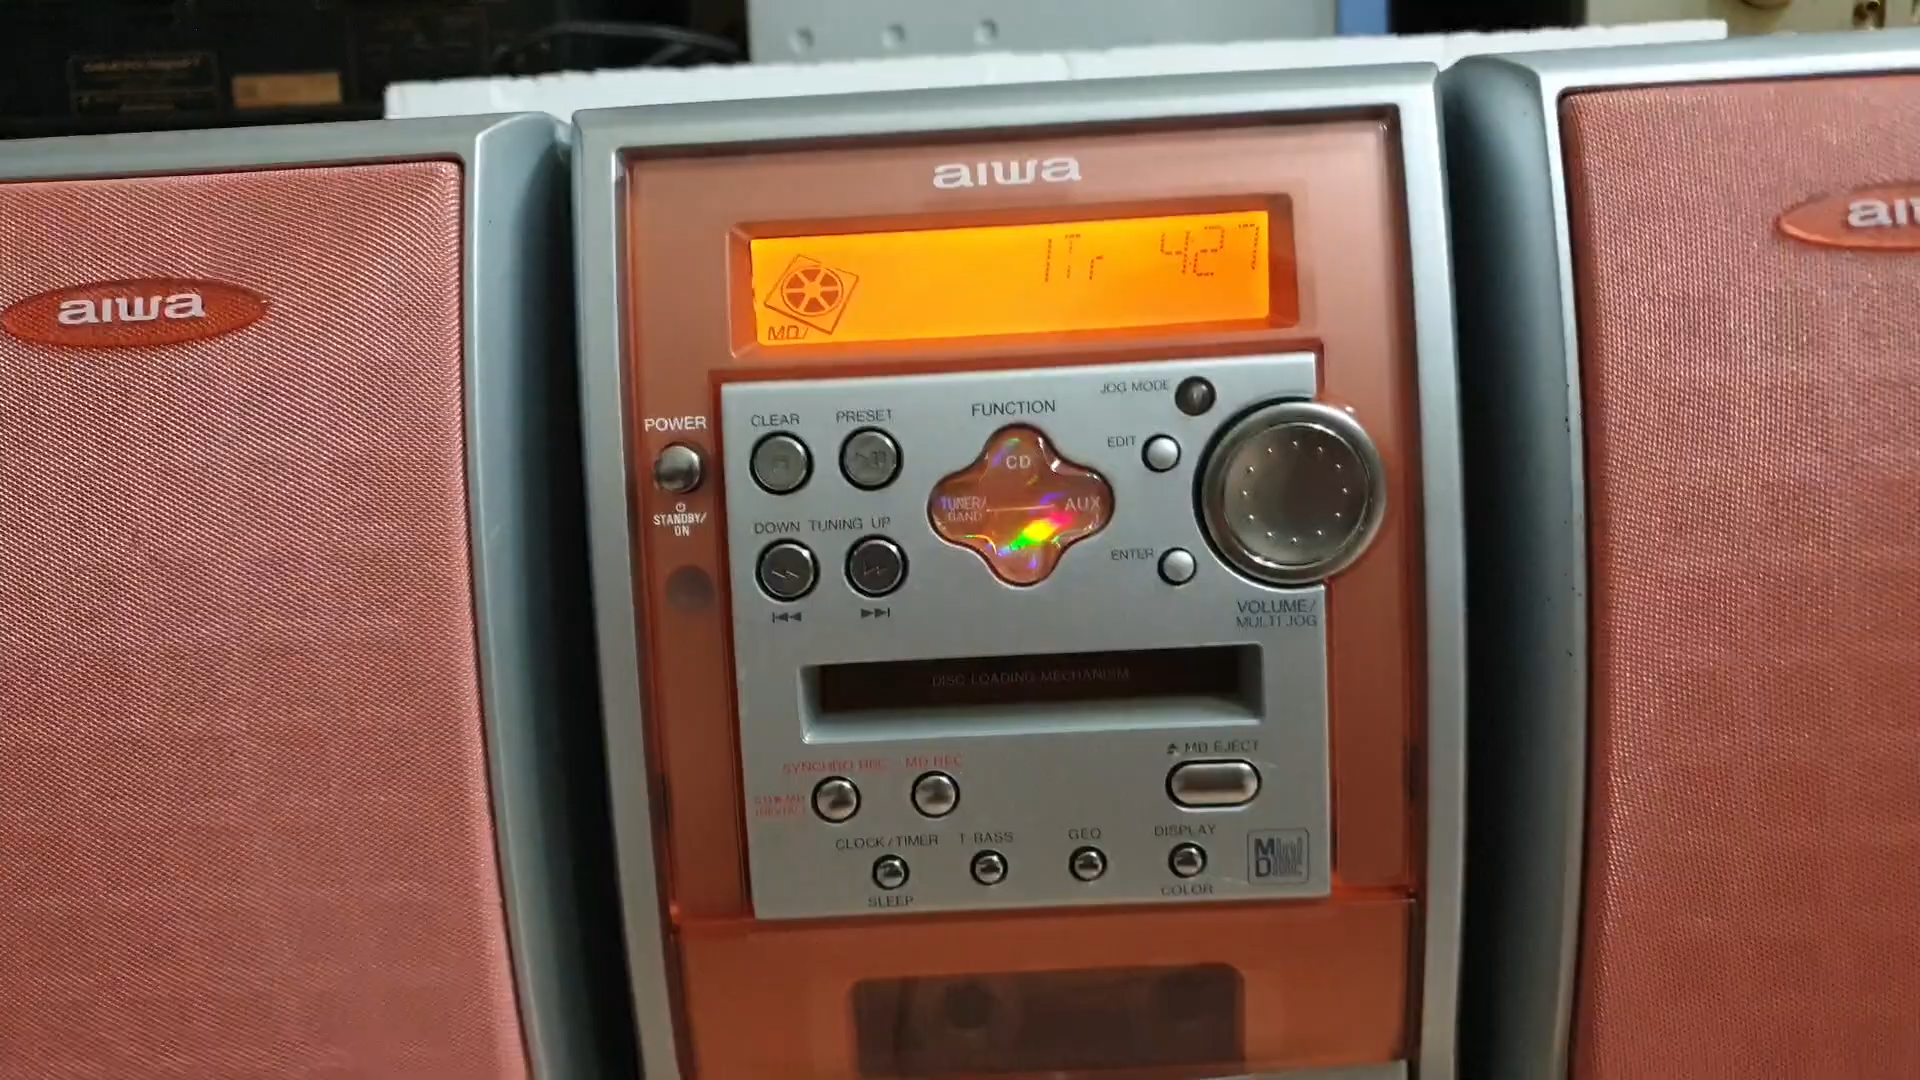 aiwa
1Tr 4:27
MD/
aiwa
ai
JOG MODE
CLEAR
PRESET
FUNCTION
POWER
EDIT
CD
TUNER/
BAND
AUX
STANDBY/
ON
DOWN TUNING UP
ENTER
VOLUME/
MULTI JOG
DISC LOADING MECHANISM
MD EJECT
SYNCHRO REC
MD REC
CLOCK/TIMER
T-BASS
GEQ
DISPLAY
SLEEP
COLOR
MD